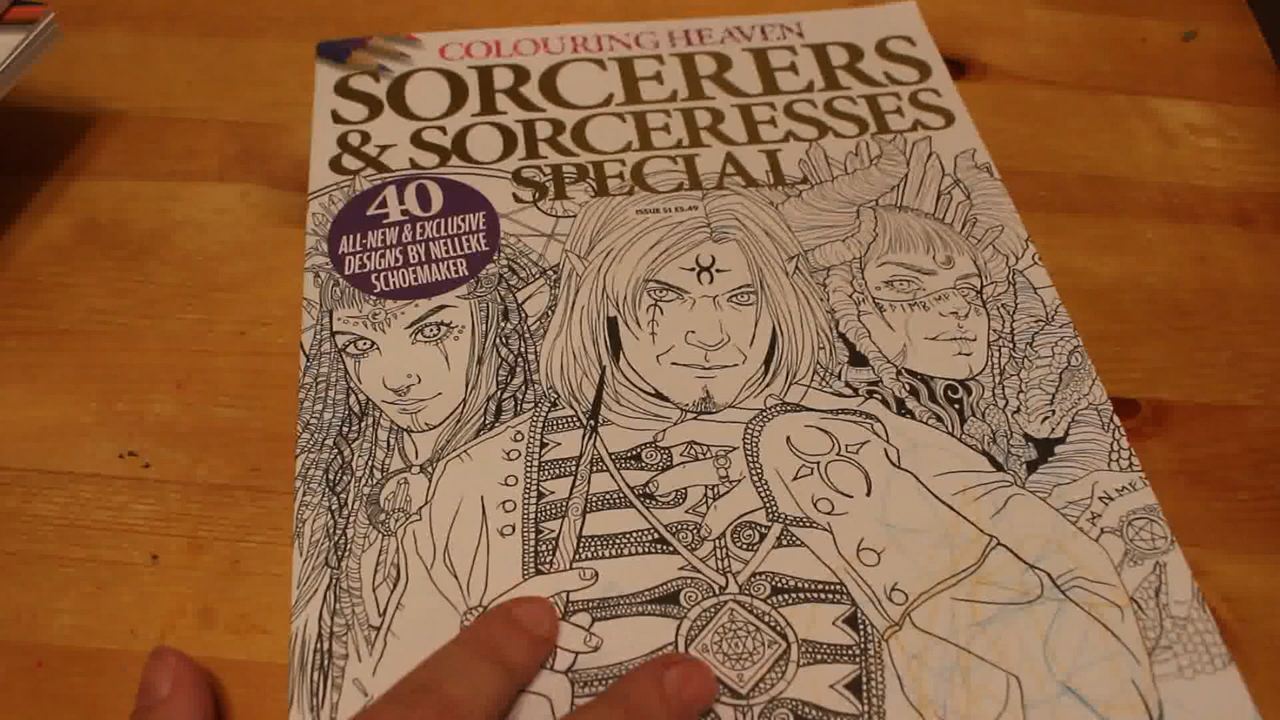 COLOURING HEAVEN
SORCERERS
& SORCERESSES
SPECIAL
ISSUE 51 £5.49
40
ALL-NEW & EXCLUSIVE
DESIGNS BY NELLEKE
SCHOEMAKER